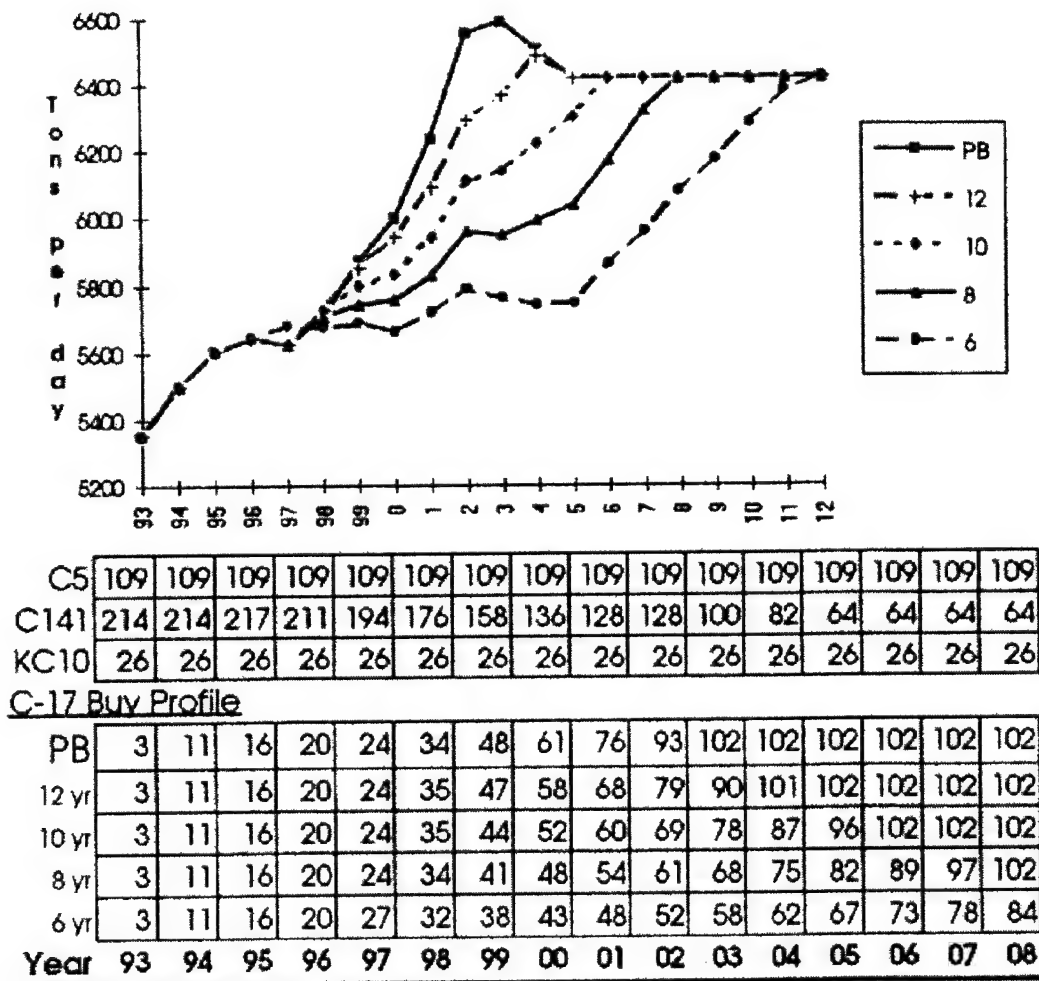 6600
6400
6200
6000
5800
5600
5400
5200
Tons per day
93 94 95 96 97 98 99 0 1 2 3 4 5 6 7 8 9 10 11 12
PB
12
10
8
6
C5 109 109 109 109 109 109 109 109 109 109 109 109 109 109 109 109
C141 214 214 217 211 194 176 158 136 128 128 100 82 64 64 64 64
KC10 26 26 26 26 26 26 26 26 26 26 26 26 26 26 26 26
C-17 Buy Profile
PB 3 11 16 20 24 34 48 61 76 93 102 102 102 102 102 102
12 yr 3 11 16 20 24 35 47 58 68 79 90 101 102 102 102 102
10 yr 3 11 16 20 24 35 44 52 60 69 78 87 96 102 102 102
8 yr 3 11 16 20 24 34 41 48 54 61 68 75 82 89 97 102
6 yr 3 11 16 20 27 32 38 43 48 52 58 62 67 73 78 84
Year 93 94 95 96 97 98 99 00 01 02 03 04 05 06 07 08